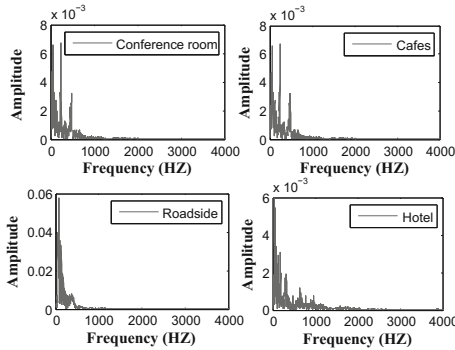 x 10⁻³
8
6
4
2
0
Amplitude
Conference room
0 1000 2000 3000 4000
Frequency (HZ)
x 10⁻³
8
6
4
2
0
Amplitude
Cafes
0 1000 2000 3000 4000
Frequency (HZ)
0.06
0.04
0.02
0
Amplitude
Roadside
0 1000 2000 3000 4000
Frequency (HZ)
x 10⁻³
6
4
2
0
Amplitude
Hotel
0 1000 2000 3000 4000
Frequency (HZ)